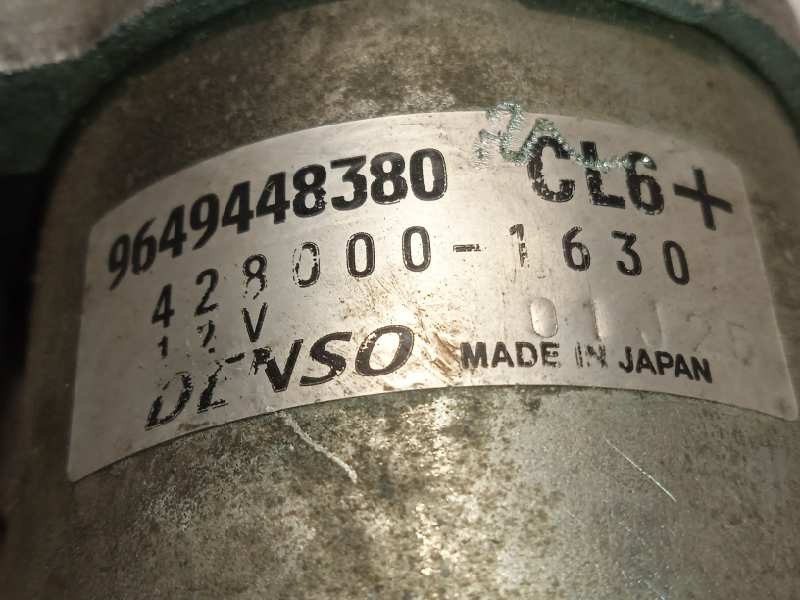 9649448380 CL6+
428000-1630
12V
DENSO MADE IN JAPAN